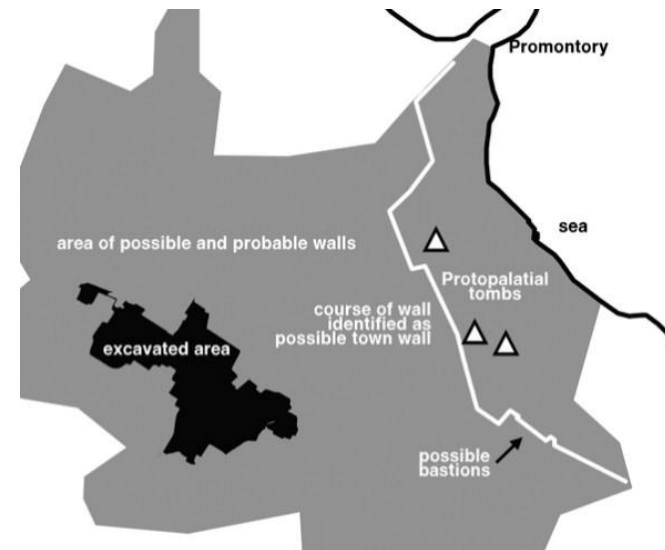 Promontory
sea
area of possible and probable walls
Protopalatial
tombs
course of wall
identified as
possible town wall
excavated area
possible
bastions